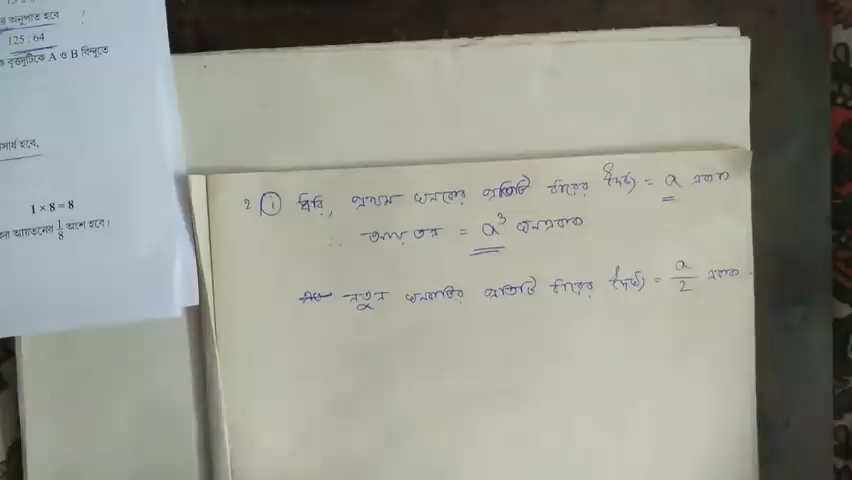 অনুপাত হবে
125 : 64
বৃত্তদুটিকে A ও B বিন্দুতে
হবে,
1 × 8 = 8
আয়তনের 1/8 অংশ হবে।
2 (i) ধরি, প্রথম ঘনকের প্রতিটি ধারের দৈর্ঘ্য = a একক
∴ আয়তন = a³ ঘনএকক
নতুন ঘনকটির প্রতিটি ধারের দৈর্ঘ্য = a/2 একক